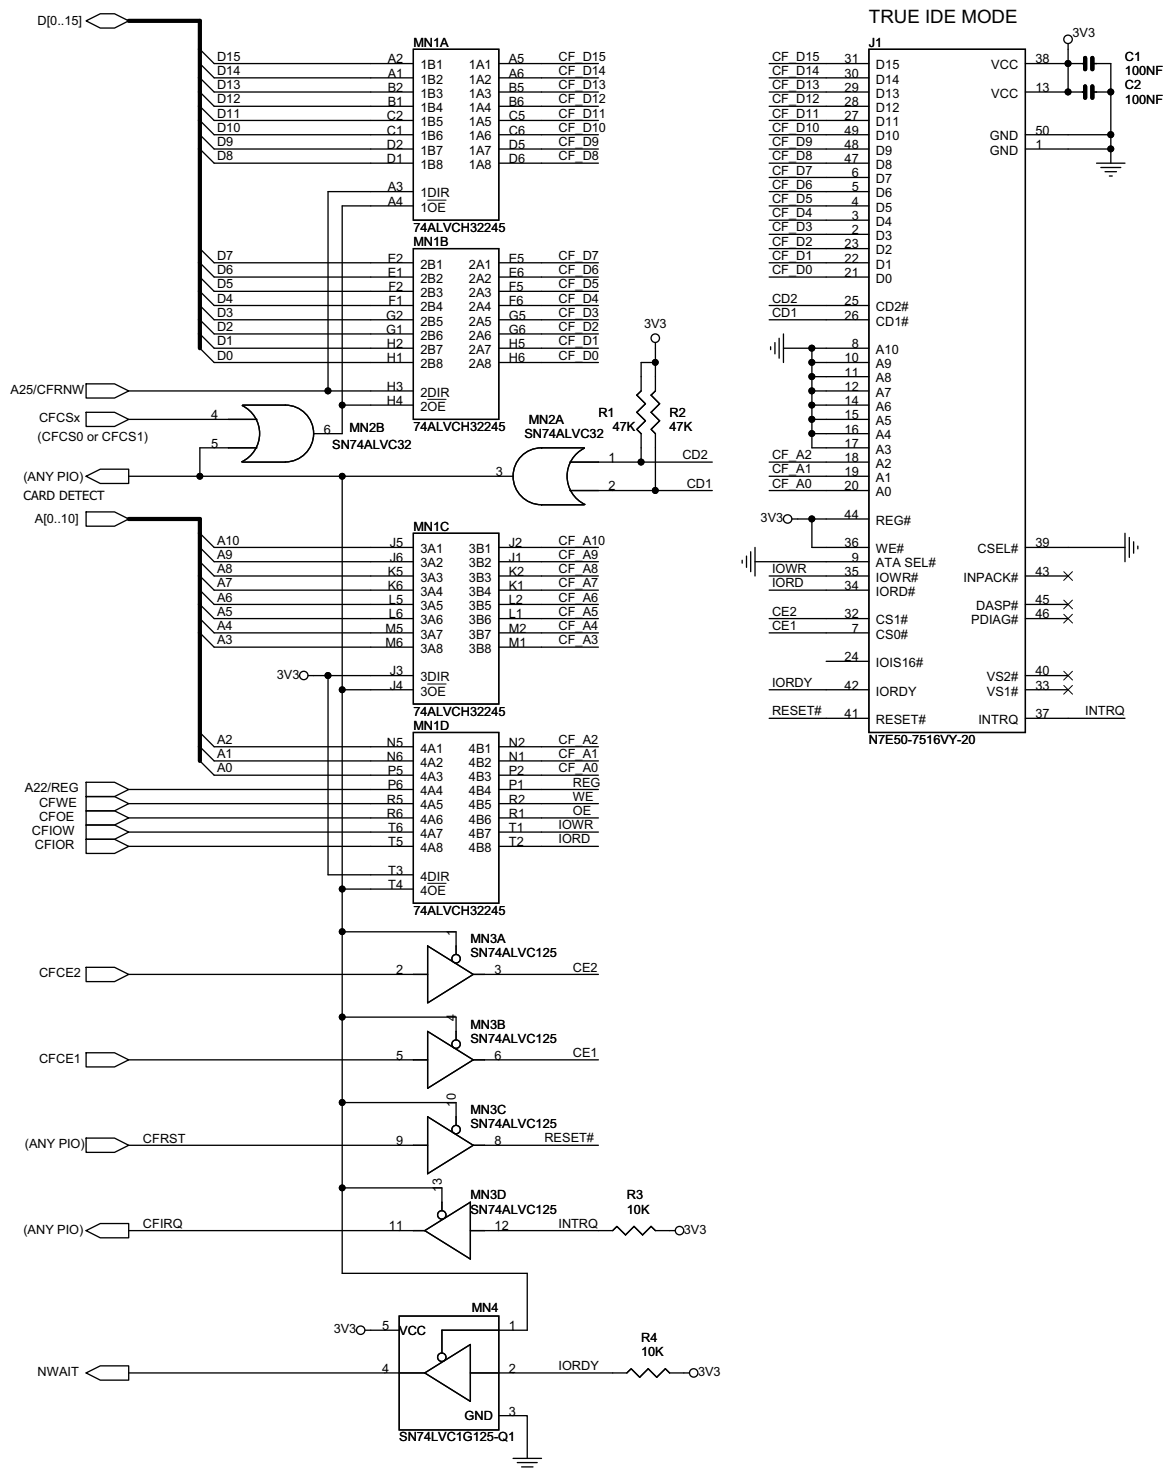 TRUE IDE MODE
D[0..15]
MN1A
D15 A2 1B1 1A1 A5 CF_D15
D14 A1 1B2 1A2 A6 CF_D14
D13 B2 1B3 1A3 B5 CF_D13
D12 B1 1B4 1A4 B6 CF_D12
D11 C2 1B5 1A5 C5 CF_D11
D10 C1 1B6 1A6 C6 CF_D10
D9 D2 1B7 1A7 D5 CF_D9
D8 D1 1B8 1A8 D6 CF_D8
A3 1DIR
A4 1OE
74ALVCH32245
MN1B
D7 E2 2B1 2A1 E5 CF_D7
D6 E1 2B2 2A2 E6 CF_D6
D5 F2 2B3 2A3 F5 CF_D5
D4 F1 2B4 2A4 F6 CF_D4
D3 G2 2B5 2A5 G5 CF_D3
D2 G1 2B6 2A6 G6 CF_D2
D1 H2 2B7 2A7 H5 CF_D1
D0 H1 2B8 2A8 H6 CF_D0
A25/CFRNW H3 2DIR
H4 2OE
74ALVCH32245
CFCSx 4
(CFCS0 or CFCS1)
5 6 MN2B
SN74ALVC32
3V3
R1
47K
R2
47K
MN2A
SN74ALVC32
1 CD2
2 CD1
3
(ANY PIO)
CARD DETECT
A[0..10]
MN1C
A10 J5 3A1 3B1 J2 CF_A10
A9 J6 3A2 3B2 J1 CF_A9
A8 K5 3A3 3B3 K2 CF_A8
A7 K6 3A4 3B4 K1 CF_A7
A6 L5 3A5 3B5 L2 CF_A6
A5 L6 3A6 3B6 L1 CF_A5
A4 M5 3A7 3B7 M2 CF_A4
A3 M6 3A8 3B8 M1 CF_A3
3V3 J3 3DIR
J4 3OE
74ALVCH32245
MN1D
A2 N5 4A1 4B1 N2 CF_A2
A1 N6 4A2 4B2 N1 CF_A1
A0 P5 4A3 4B3 P2 CF_A0
A22/REG P6 4A4 4B4 P1 REG
CFWE R5 4A5 4B5 R2 WE
CFOE R6 4A6 4B6 R1 OE
CFIOW T6 4A7 4B7 T1 IOWR
CFIOR T5 4A8 4B8 T2 IORD
T3 4DIR
T4 4OE
74ALVCH32245
1 MN3A
SN74ALVC125
CFCE2 2 3 CE2
4 MN3B
SN74ALVC125
CFCE1 5 6 CE1
10 MN3C
SN74ALVC125
(ANY PIO) CFRST 9 8 RESET#
13 MN3D
SN74ALVC125
R3
10K
(ANY PIO) CFIRQ 11 12 INTRQ 3V3
MN4
3V3 5 VCC 1
R4
10K
NWAIT 4 2 IORDY 3V3
GND 3
SN74LVC1G125-Q1
J1
3V3
CF_D15 31 D15 VCC 38
C1
100NF
CF_D14 30 D14
CF_D13 29 D13 VCC 13
C2
100NF
CF_D12 28 D12
CF_D11 27 D11
CF_D10 49 D10 GND 50
CF_D9 48 D9 GND 1
CF_D8 47 D8
CF_D7 6 D7
CF_D6 5 D6
CF_D5 4 D5
CF_D4 3 D4
CF_D3 2 D3
CF_D2 23 D2
CF_D1 22 D1
CF_D0 21 D0
CD2 25 CD2#
CD1 26 CD1#
8 A10
10 A9
11 A8
12 A7
14 A6
15 A5
16 A4
17 A3
CF_A2 18 A2
CF_A1 19 A1
CF_A0 20 A0
3V3 44 REG#
36 WE# CSEL# 39
9 ATA SEL#
IOWR 35 IOWR# INPACK# 43
IORD 34 IORD#
DASP# 45
CE2 32 CS1# PDIAG# 46
CE1 7 CS0#
24 IOIS16#
VS2# 40
IORDY 42 IORDY VS1# 33
RESET# 41 RESET# INTRQ 37 INTRQ
N7E50-7516VY-20